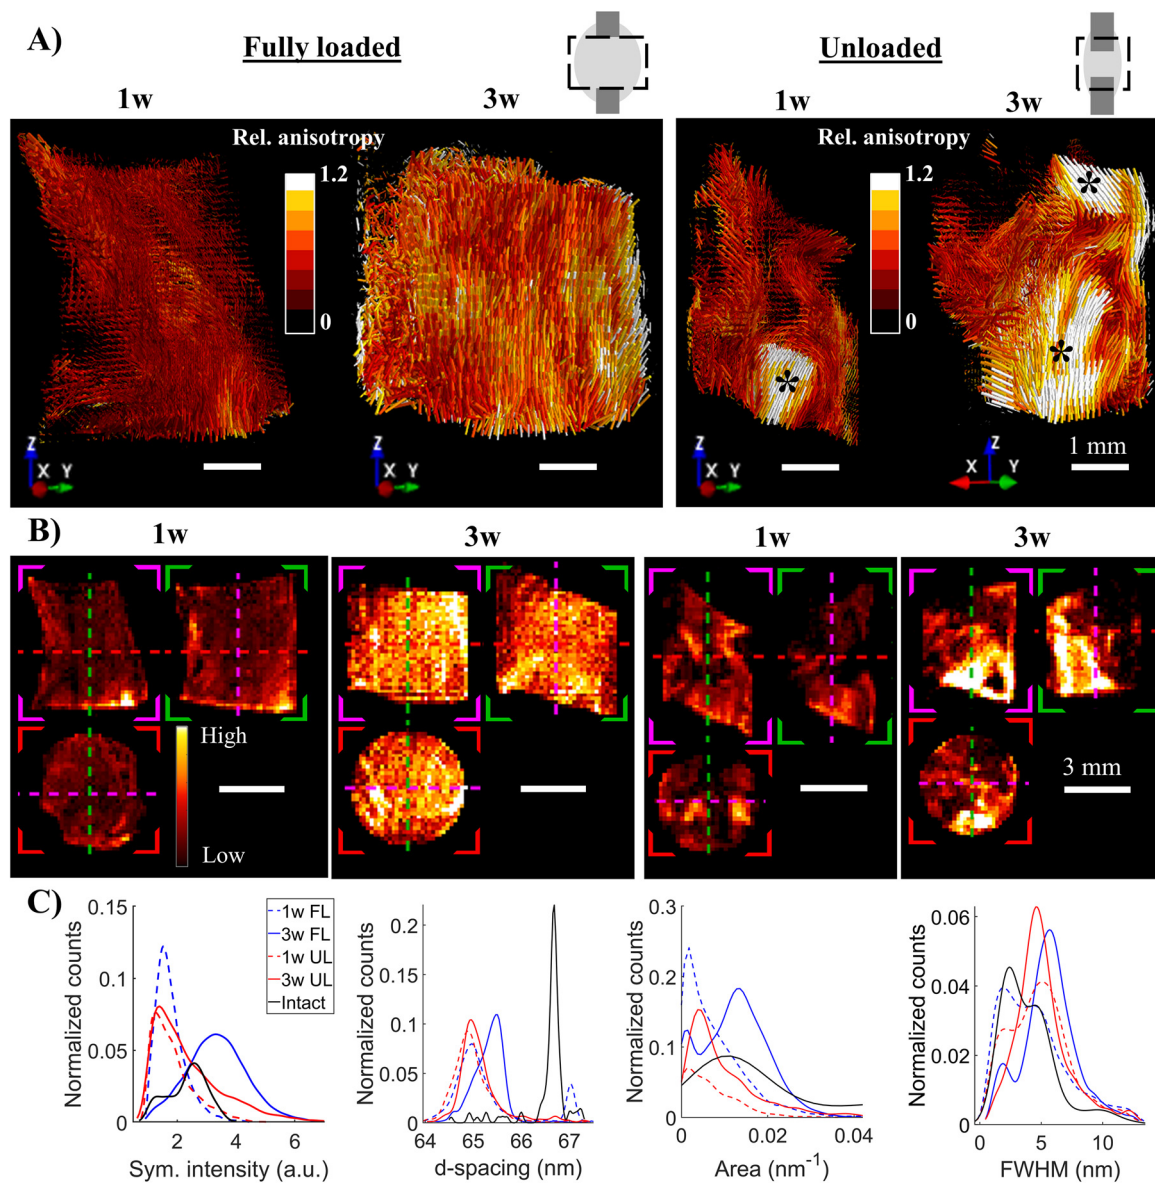 A)
Fully loaded
Unloaded
1w
3w
1w
3w
Rel. anisotropy
1.2
0
Rel. anisotropy
1.2
0
*
*
*
Z
X
Y
Z
X
Y
Z
X
Y
Z
X
Y
1 mm
B)
1w
3w
1w
3w
High
Low
3 mm
C)
0.15
0.1
0.05
0
2
4
6
Normalized counts
Sym. intensity (a.u.)
1w FL
3w FL
1w UL
3w UL
Intact
0.2
0.15
0.1
0.05
0
64
65
66
67
Normalized counts
d-spacing (nm)
0.3
0.2
0.1
0
0
0.02
0.04
Normalized counts
Area (nm⁻¹)
0.06
0.04
0.02
0
0
5
10
Normalized counts
FWHM (nm)